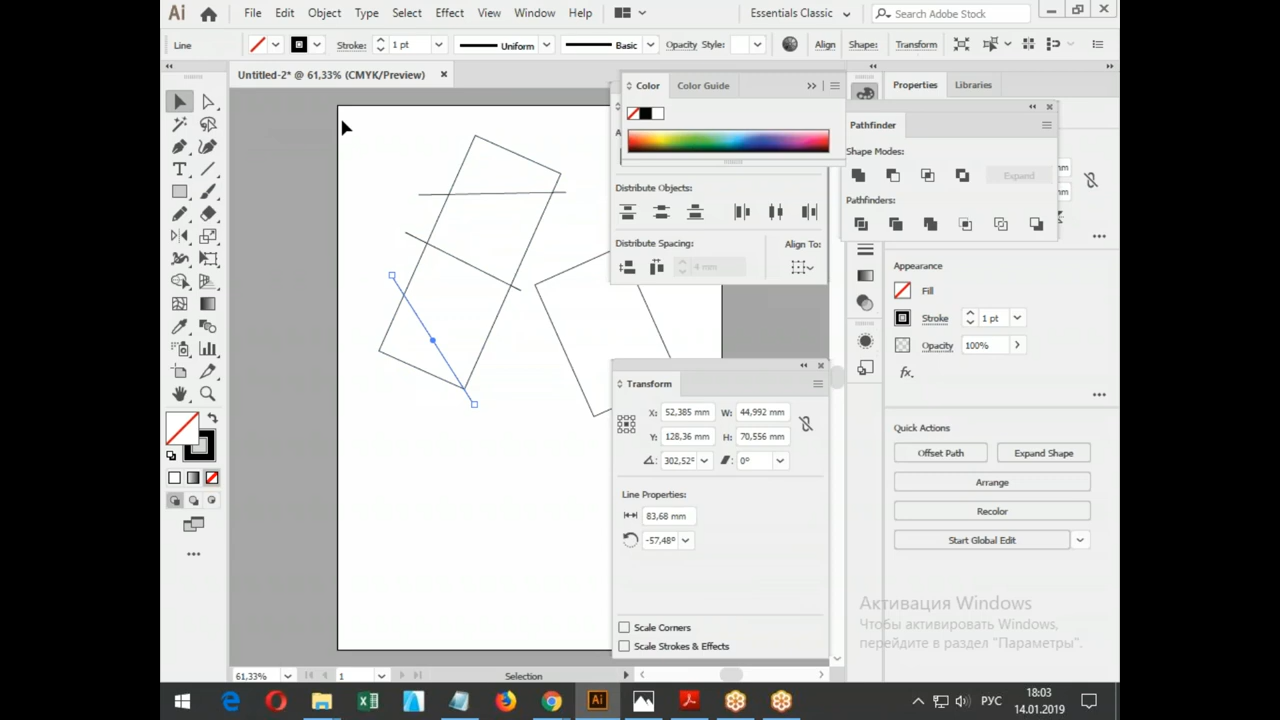 Ai File Edit Object Type Select Effect View Window Help Essentials Classic Search Adobe Stock
Line Stroke: 1 pt Uniform Basic Opacity Style: Align Shape: Transform
Untitled-2* @ 61,33% (CMYK/Preview)
Color Color Guide
Properties Libraries
Pathfinder
Shape Modes:
Expand
Pathfinders:
Distribute Objects:
Distribute Spacing: Align To:
4 mm
Appearance
Fill
Stroke 1 pt
Opacity 100%
fx.
Transform
X: 52,385 mm W: 44,992 mm
Y: 128,36 mm H: 70,556 mm
302,52° 0°
Line Properties:
83,68 mm
-57,48°
Scale Corners
Scale Strokes & Effects
Quick Actions
Offset Path Expand Shape
Arrange
Recolor
Start Global Edit
Активация Windows
Чтобы активировать Windows,
перейдите в раздел "Параметры".
61,33% 1 Selection
РУС 18:03
14.01.2019